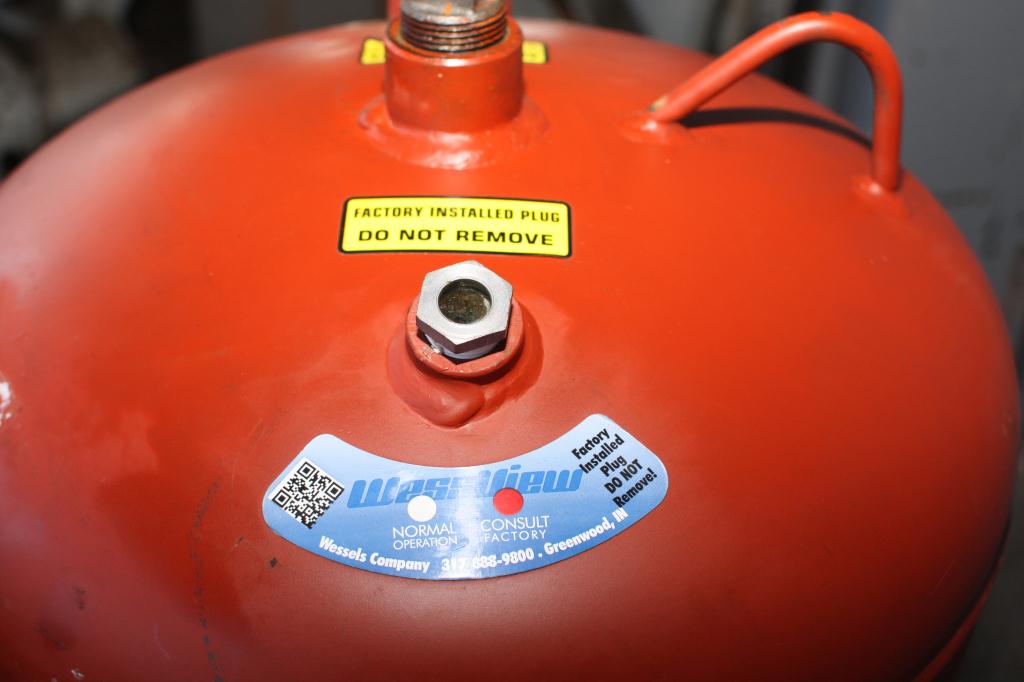 FACTORY INSTALLED PLUG
DO NOT REMOVE
WessView
Factory
Installed
Plug
DO NOT
Remove!
NORMAL
OPERATION
CONSULT
FACTORY
Wessels Company 317-888-9800 . Greenwood, IN